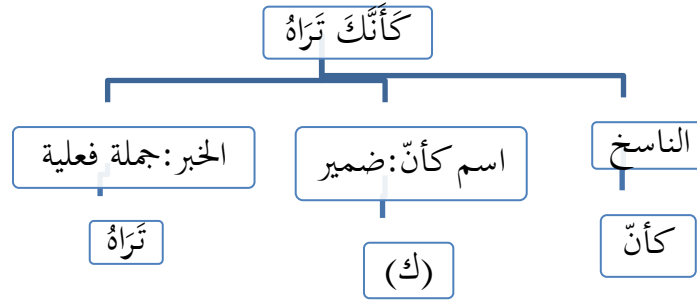 كَأَنَّكَ تَرَاهُ
الناسخ
اسم كأنّ:ضمير
الخبر:جملة فعلية
كأنّ
(ك)
تَرَاهُ